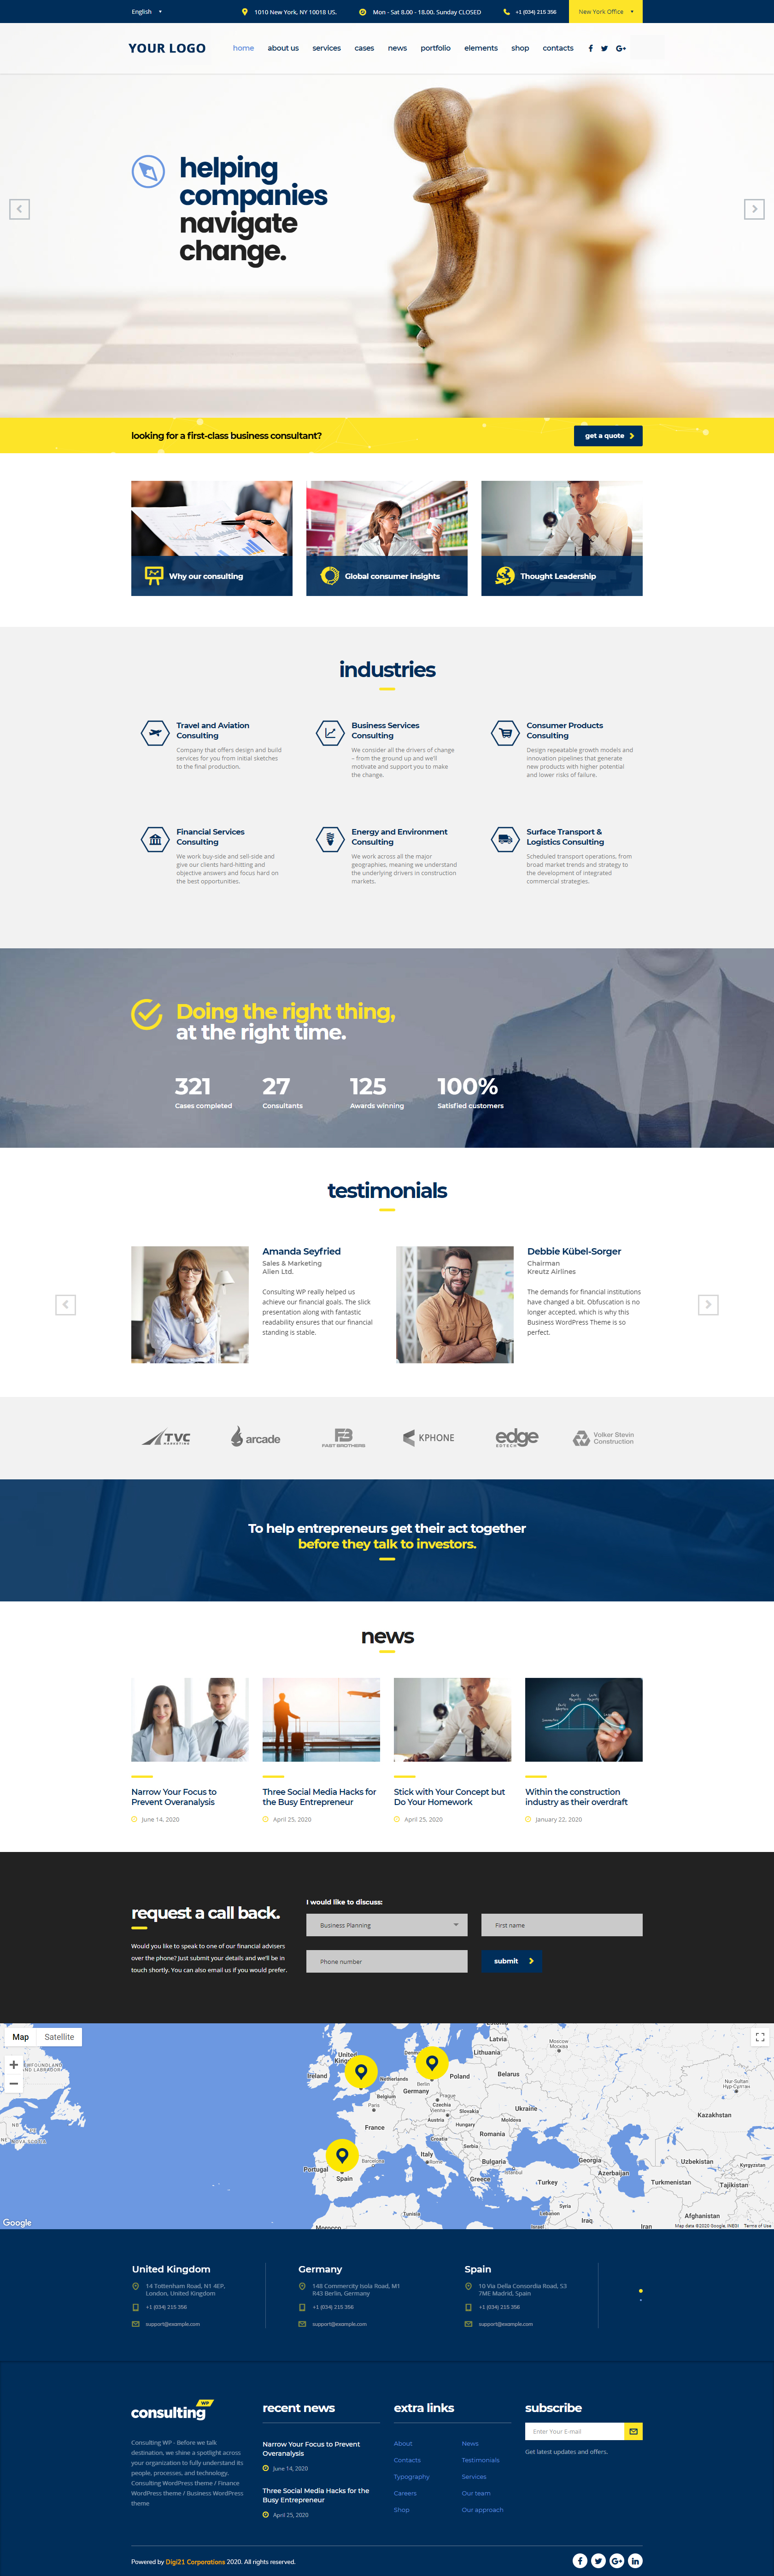 English
1010 New York, NY 10018 US.
Mon - Sat 8.00 - 18.00. Sunday CLOSED
+1 (034) 215 356
New York Office
YOUR LOGO
home about us services cases news portfolio elements shop contacts
helping
companies
navigate
change.
looking for a first-class business consultant?
get a quote
Why our consulting
Global consumer insights
Thought Leadership
industries
Travel and Aviation
Consulting
Company that offers design and build
services for you from initial sketches
to the final production.
Business Services
Consulting
We consider all the drivers of change
– from the ground up and we'll
motivate and support you to make
the change.
Consumer Products
Consulting
Design repeatable growth models and
innovation pipelines that generate
new products with higher potential
and lower risks of failure.
Financial Services
Consulting
We work buy-side and sell-side and
give our clients hard-hitting and
objective answers and focus hard on
the best opportunities.
Energy and Environment
Consulting
We work across all the major
geographies, meaning we understand
the underlying drivers in construction
markets.
Surface Transport &
Logistics Consulting
Scheduled transport operations, from
broad market trends and strategy to
the development of integrated
commercial strategies.
Doing the right thing,
at the right time.
321
Cases completed
27
Consultants
125
Awards winning
100%
Satisfied customers
testimonials
Amanda Seyfried
Sales & Marketing
Alien Ltd.
Consulting WP really helped us
achieve our financial goals. The slick
presentation along with fantastic
readability ensures that our financial
standing is stable.
Debbie Kübel-Sorger
Chairman
Kreutz Airlines
The demands for financial institutions
have changed a bit. Obfuscation is no
longer accepted, which is why this
Business WordPress Theme is so
perfect.
TVC
MARKETING
arcade
FB
FAST BROTHERS
KPHONE
edge
EDTECH
Volker Stevin
Construction
To help entrepreneurs get their act together
before they talk to investors.
news
Narrow Your Focus to
Prevent Overanalysis
June 14, 2020
Three Social Media Hacks for
the Busy Entrepreneur
April 25, 2020
Stick with Your Concept but
Do Your Homework
April 25, 2020
Within the construction
industry as their overdraft
January 22, 2020
request a call back.
Would you like to speak to one of our financial advisers
over the phone? Just submit your details and we'll be in
touch shortly. You can also email us if you would prefer.
I would like to discuss:
Business Planning
First name
Phone number
submit
Map Satellite
Latvia
Moscow
Москва
Lithuania
United
Ireland
Netherlands
Berlin
Poland
Belarus
Belgium
Germany
Prague
Paris
Czechia
Vienna
Slovakia
Ukraine
Austria
Hungary
Moldova
France
Croatia
Romania
Serbia
Nur-Sultan
Нур-Султан
Kazakhstan
Italy
Rome
Bulgaria
Istanbul
Barcelona
Portugal
Spain
Greece
Turkey
Georgia
Azerbaijan
Uzbekistan
Kyrgyzstan
Turkmenistan
Tajikistan
Syria
Lebanon
Israel
Iraq
Iran
Afghanistan
Tunisia
Morocco
Google
Map data ©2020 Google, INEGI Terms of Use
United Kingdom
14 Tottenham Road, N1 4EP,
London, United Kingdom
+1 (034) 215 356
support@example.com
Germany
148 Commercity Isola Road, M1
R43 Berlin, Germany
+1 (034) 215 356
support@example.com
Spain
10 Via Della Consordia Road, S3
7ME Madrid, Spain
+1 (034) 215 356
support@example.com
consulting WP
Consulting WP - Before we talk
destination, we shine a spotlight across
your organization to fully understand its
people, processes, and technology.
Consulting WordPress theme / Finance
WordPress theme / Business WordPress
theme
recent news
Narrow Your Focus to Prevent
Overanalysis
June 14, 2020
Three Social Media Hacks for the
Busy Entrepreneur
April 25, 2020
extra links
About
Contacts
Typography
Careers
Shop
News
Testimonials
Services
Our team
Our approach
subscribe
Enter Your E-mail
Get latest updates and offers.
Powered by Digi21 Corporations 2020. All rights reserved.